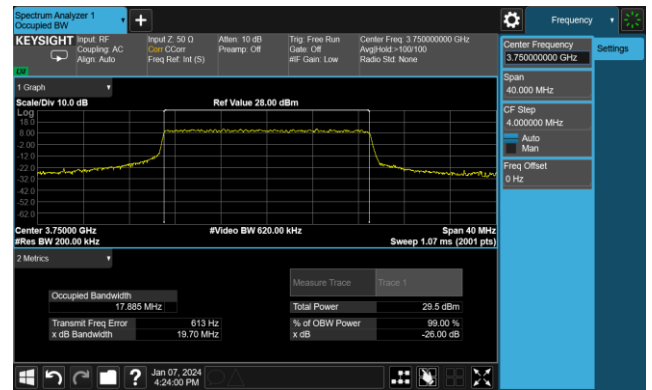 Spectrum Analyzer 1
Occupied BW
Frequency
KEYSIGHT
Input: RF
Coupling: AC
Align: Auto
Input Z: 50 Ω
Corr CCorr
Freq Ref: Int (S)
Atten: 10 dB
Preamp: Off
Trig: Free Run
Gate: Off
#IF Gain: Low
Center Freq: 3.750000000 GHz
Avg|Hold:>100/100
Radio Std: None
Center Frequency
3.750000000 GHz
Settings
Span
40.000 MHz
CF Step
4.000000 MHz
Auto
Man
Freq Offset
0 Hz
1 Graph
Scale/Div 10.0 dB
Ref Value 28.00 dBm
Log
18.0
8.00
-2.00
-12.0
-22.0
-32.0
-42.0
-52.0
-62.0
Center 3.75000 GHz
#Video BW 620.00 kHz
Span 40 MHz
#Res BW 200.00 kHz
Sweep 1.07 ms (2001 pts)
2 Metrics
Measure Trace
Trace 1
Occupied Bandwidth
17.885 MHz
Total Power
29.5 dBm
Transmit Freq Error
613 Hz
% of OBW Power
99.00 %
x dB Bandwidth
19.70 MHz
x dB
-26.00 dB
?
Jan 07, 2024
4:24:00 PM